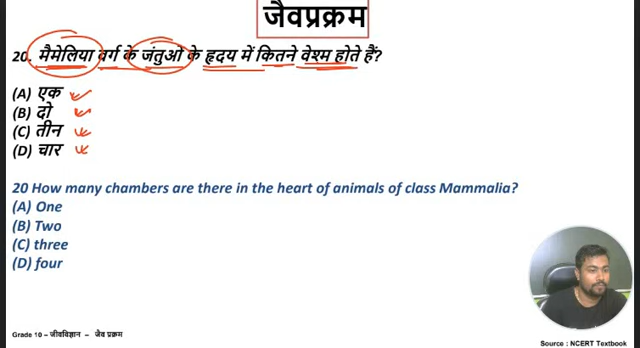 जैवप्रक्रम
20. मैमेलिया वर्ग के जंतुओ के हृदय में कितने वेश्म होते हैं?
(A) एक
(B) दो
(C) तीन
(D) चार
20 How many chambers are there in the heart of animals of class Mammalia?
(A) One
(B) Two
(C) three
(D) four
Grade 10 – जीवविज्ञान – जैव प्रक्रम
Source : NCERT Textbook